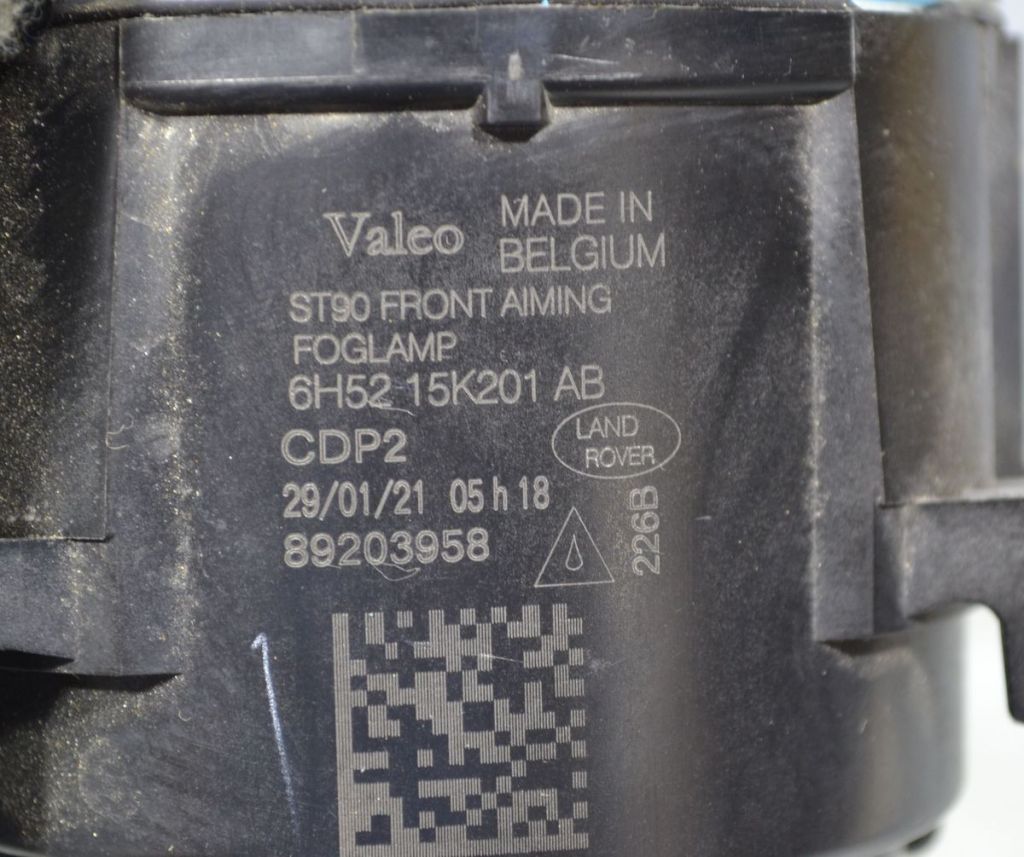 Valeo MADE IN
BELGIUM
ST90 FRONT AIMING
FOGLAMP
6H52 15K201 AB
CDP2
LAND
ROVER
29/01/21 05 h 18
89203958
226B
1